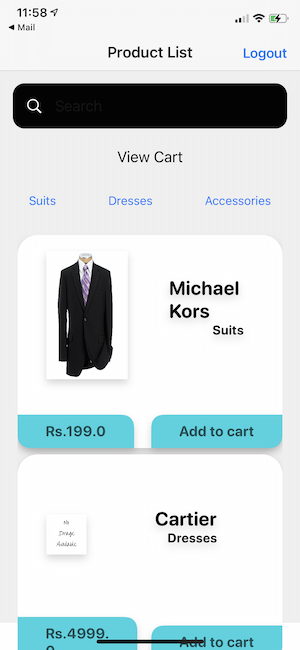 11:58
Mail
Product List
Logout
Search
View Cart
Suits
Dresses
Accessories
Michael
Kors
Suits
Rs.199.0
Add to cart
No
Image
Available
Cartier
Dresses
Rs.4999.
0
Add to cart